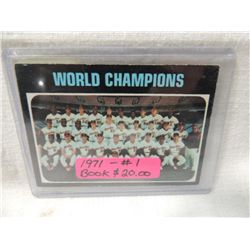 WORLD CHAMPIONS
1971 - #1
Book $20.00